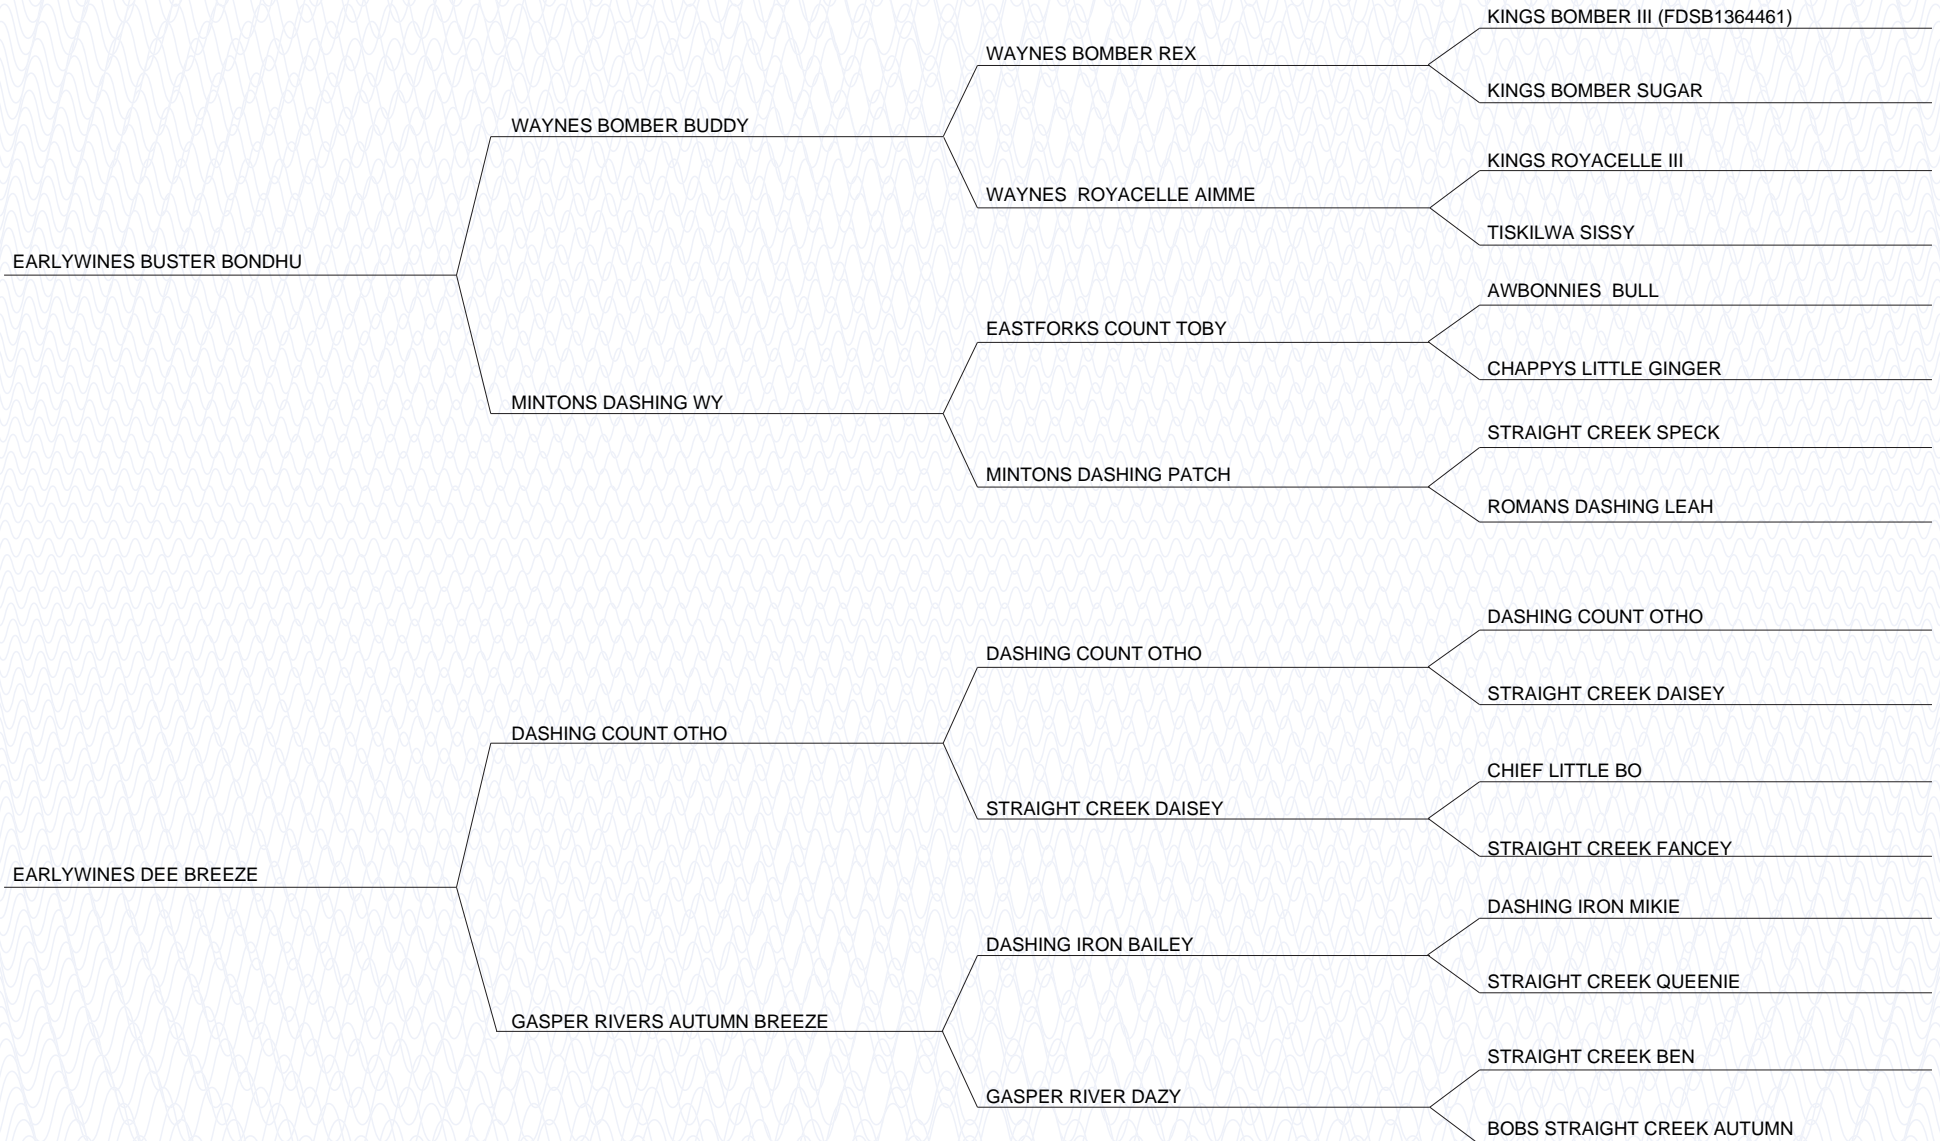 KINGS BOMBER III (FDSB1364461)
WAYNES BOMBER REX
KINGS BOMBER SUGAR
WAYNES BOMBER BUDDY
KINGS ROYACELLE III
WAYNES  ROYACELLE AIMME
TISKILWA SISSY
EARLYWINES BUSTER BONDHU
AWBONNIES  BULL
EASTFORKS COUNT TOBY
CHAPPYS LITTLE GINGER
MINTONS DASHING WY
STRAIGHT CREEK SPECK
MINTONS DASHING PATCH
ROMANS DASHING LEAH
DASHING COUNT OTHO
DASHING COUNT OTHO
STRAIGHT CREEK DAISEY
DASHING COUNT OTHO
CHIEF LITTLE BO
STRAIGHT CREEK DAISEY
STRAIGHT CREEK FANCEY
EARLYWINES DEE BREEZE
DASHING IRON MIKIE
DASHING IRON BAILEY
STRAIGHT CREEK QUEENIE
GASPER RIVERS AUTUMN BREEZE
STRAIGHT CREEK BEN
GASPER RIVER DAZY
BOBS STRAIGHT CREEK AUTUMN